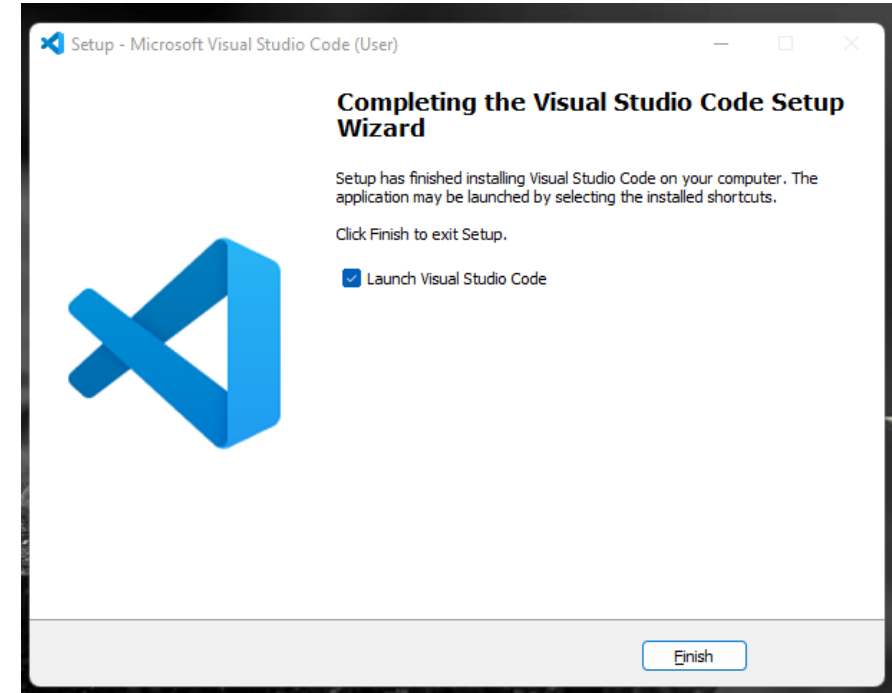 Setup - Microsoft Visual Studio Code (User)
Completing the Visual Studio Code Setup
Wizard
Setup has finished installing Visual Studio Code on your computer. The
application may be launched by selecting the installed shortcuts.
Click Finish to exit Setup.
Launch Visual Studio Code
Finish